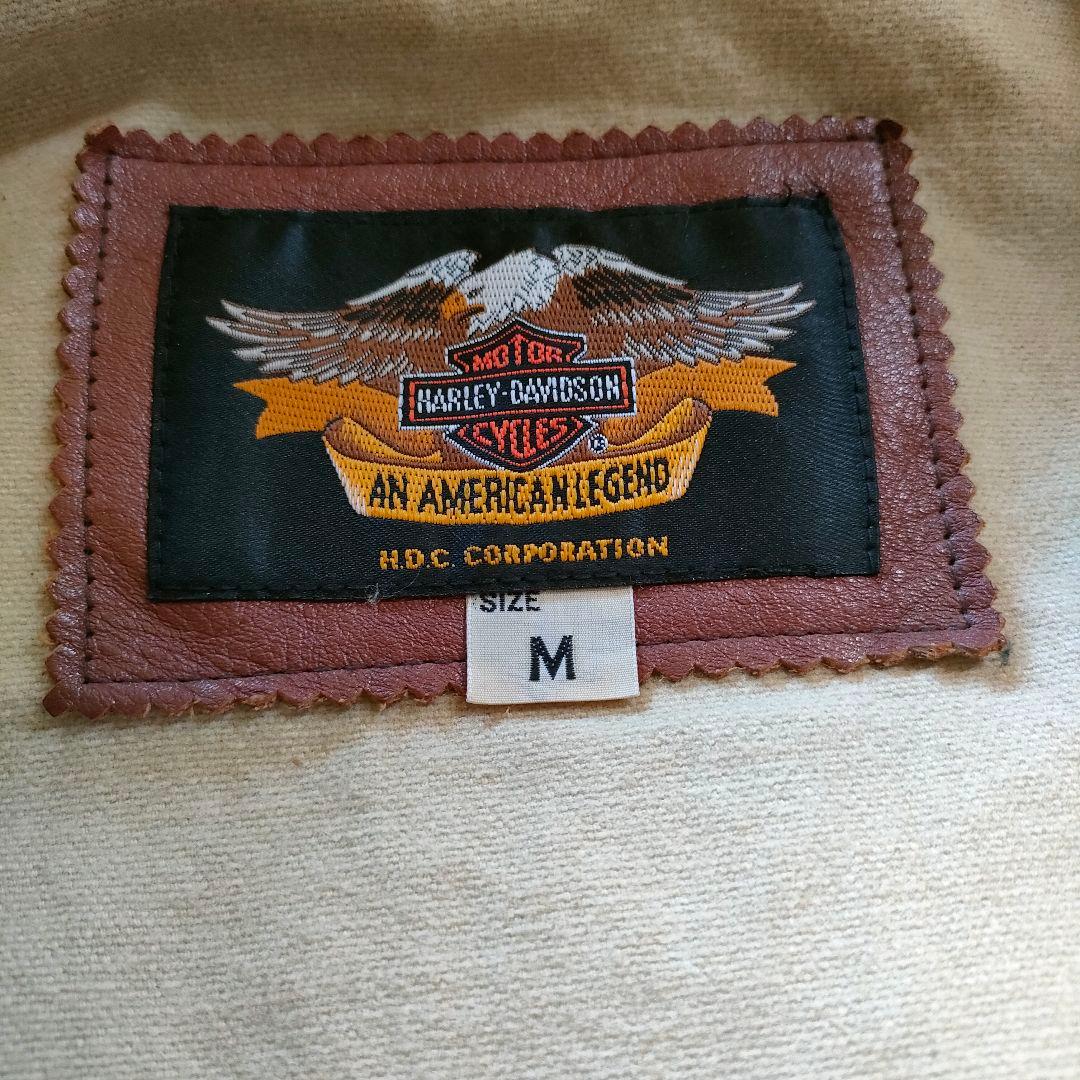 MOTOR
HARLEY-DAVIDSON
CYCLES
®
AN AMERICAN LEGEND
H.D.C. CORPORATION
SIZE
M